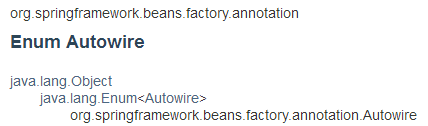 org.springframework.beans.factory.annotation
Enum Autowire
java.lang.Object
java.lang.Enum<Autowire>
org.springframework.beans.factory.annotation.Autowire